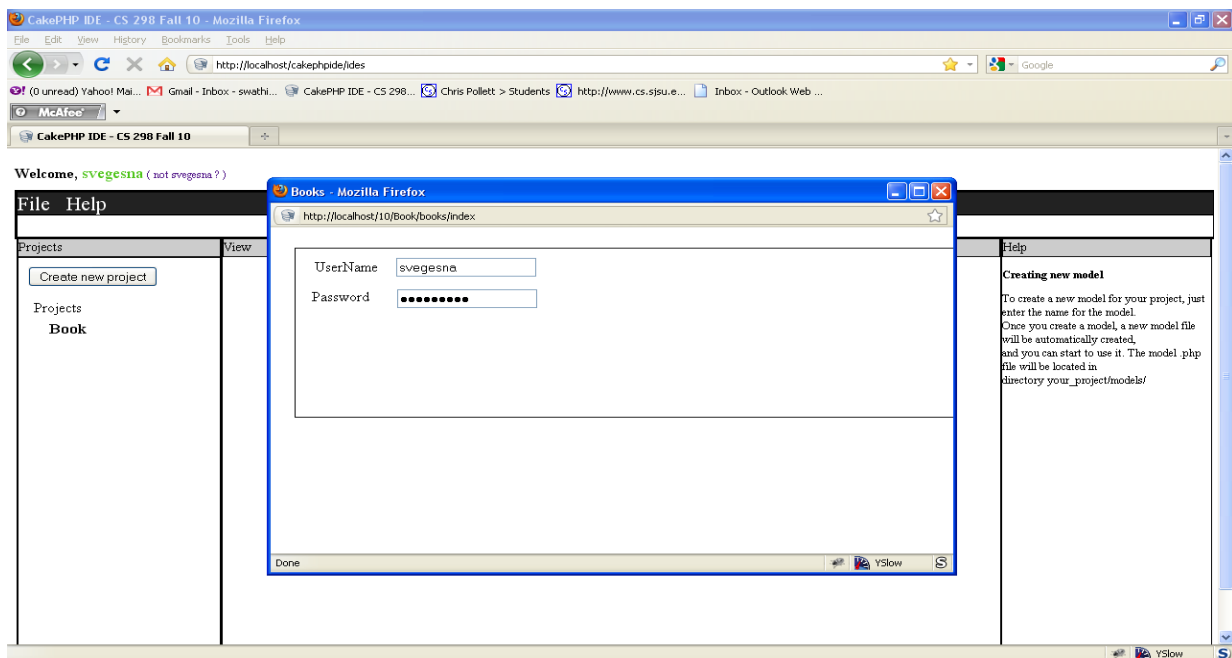 CakePHP IDE - CS 298 Fall 10 - Mozilla Firefox
File Edit View History Bookmarks Tools Help
http://localhost/cakephpide/ides
Google
(0 unread) Yahoo! Mai... Gmail - Inbox - swathi... CakePHP IDE - CS 298... Chris Pollett > Students http://www.cs.sjsu.e... Inbox - Outlook Web ...
McAfee
CakePHP IDE - CS 298 Fall 10
Welcome, svegesna ( not svegesna ? )
File Help
Projects
Create new project
Projects
Book
View
Books - Mozilla Firefox
http://localhost/10/Book/books/index
UserName svegesna
Password •••••••••
Done
YSlow
Help
Creating new model
To create a new model for your project, just
enter the name for the model.
Once you create a model, a new model file
will be automatically created,
and you can start to use it. The model .php
file will be located in
directory your_project/models/
YSlow